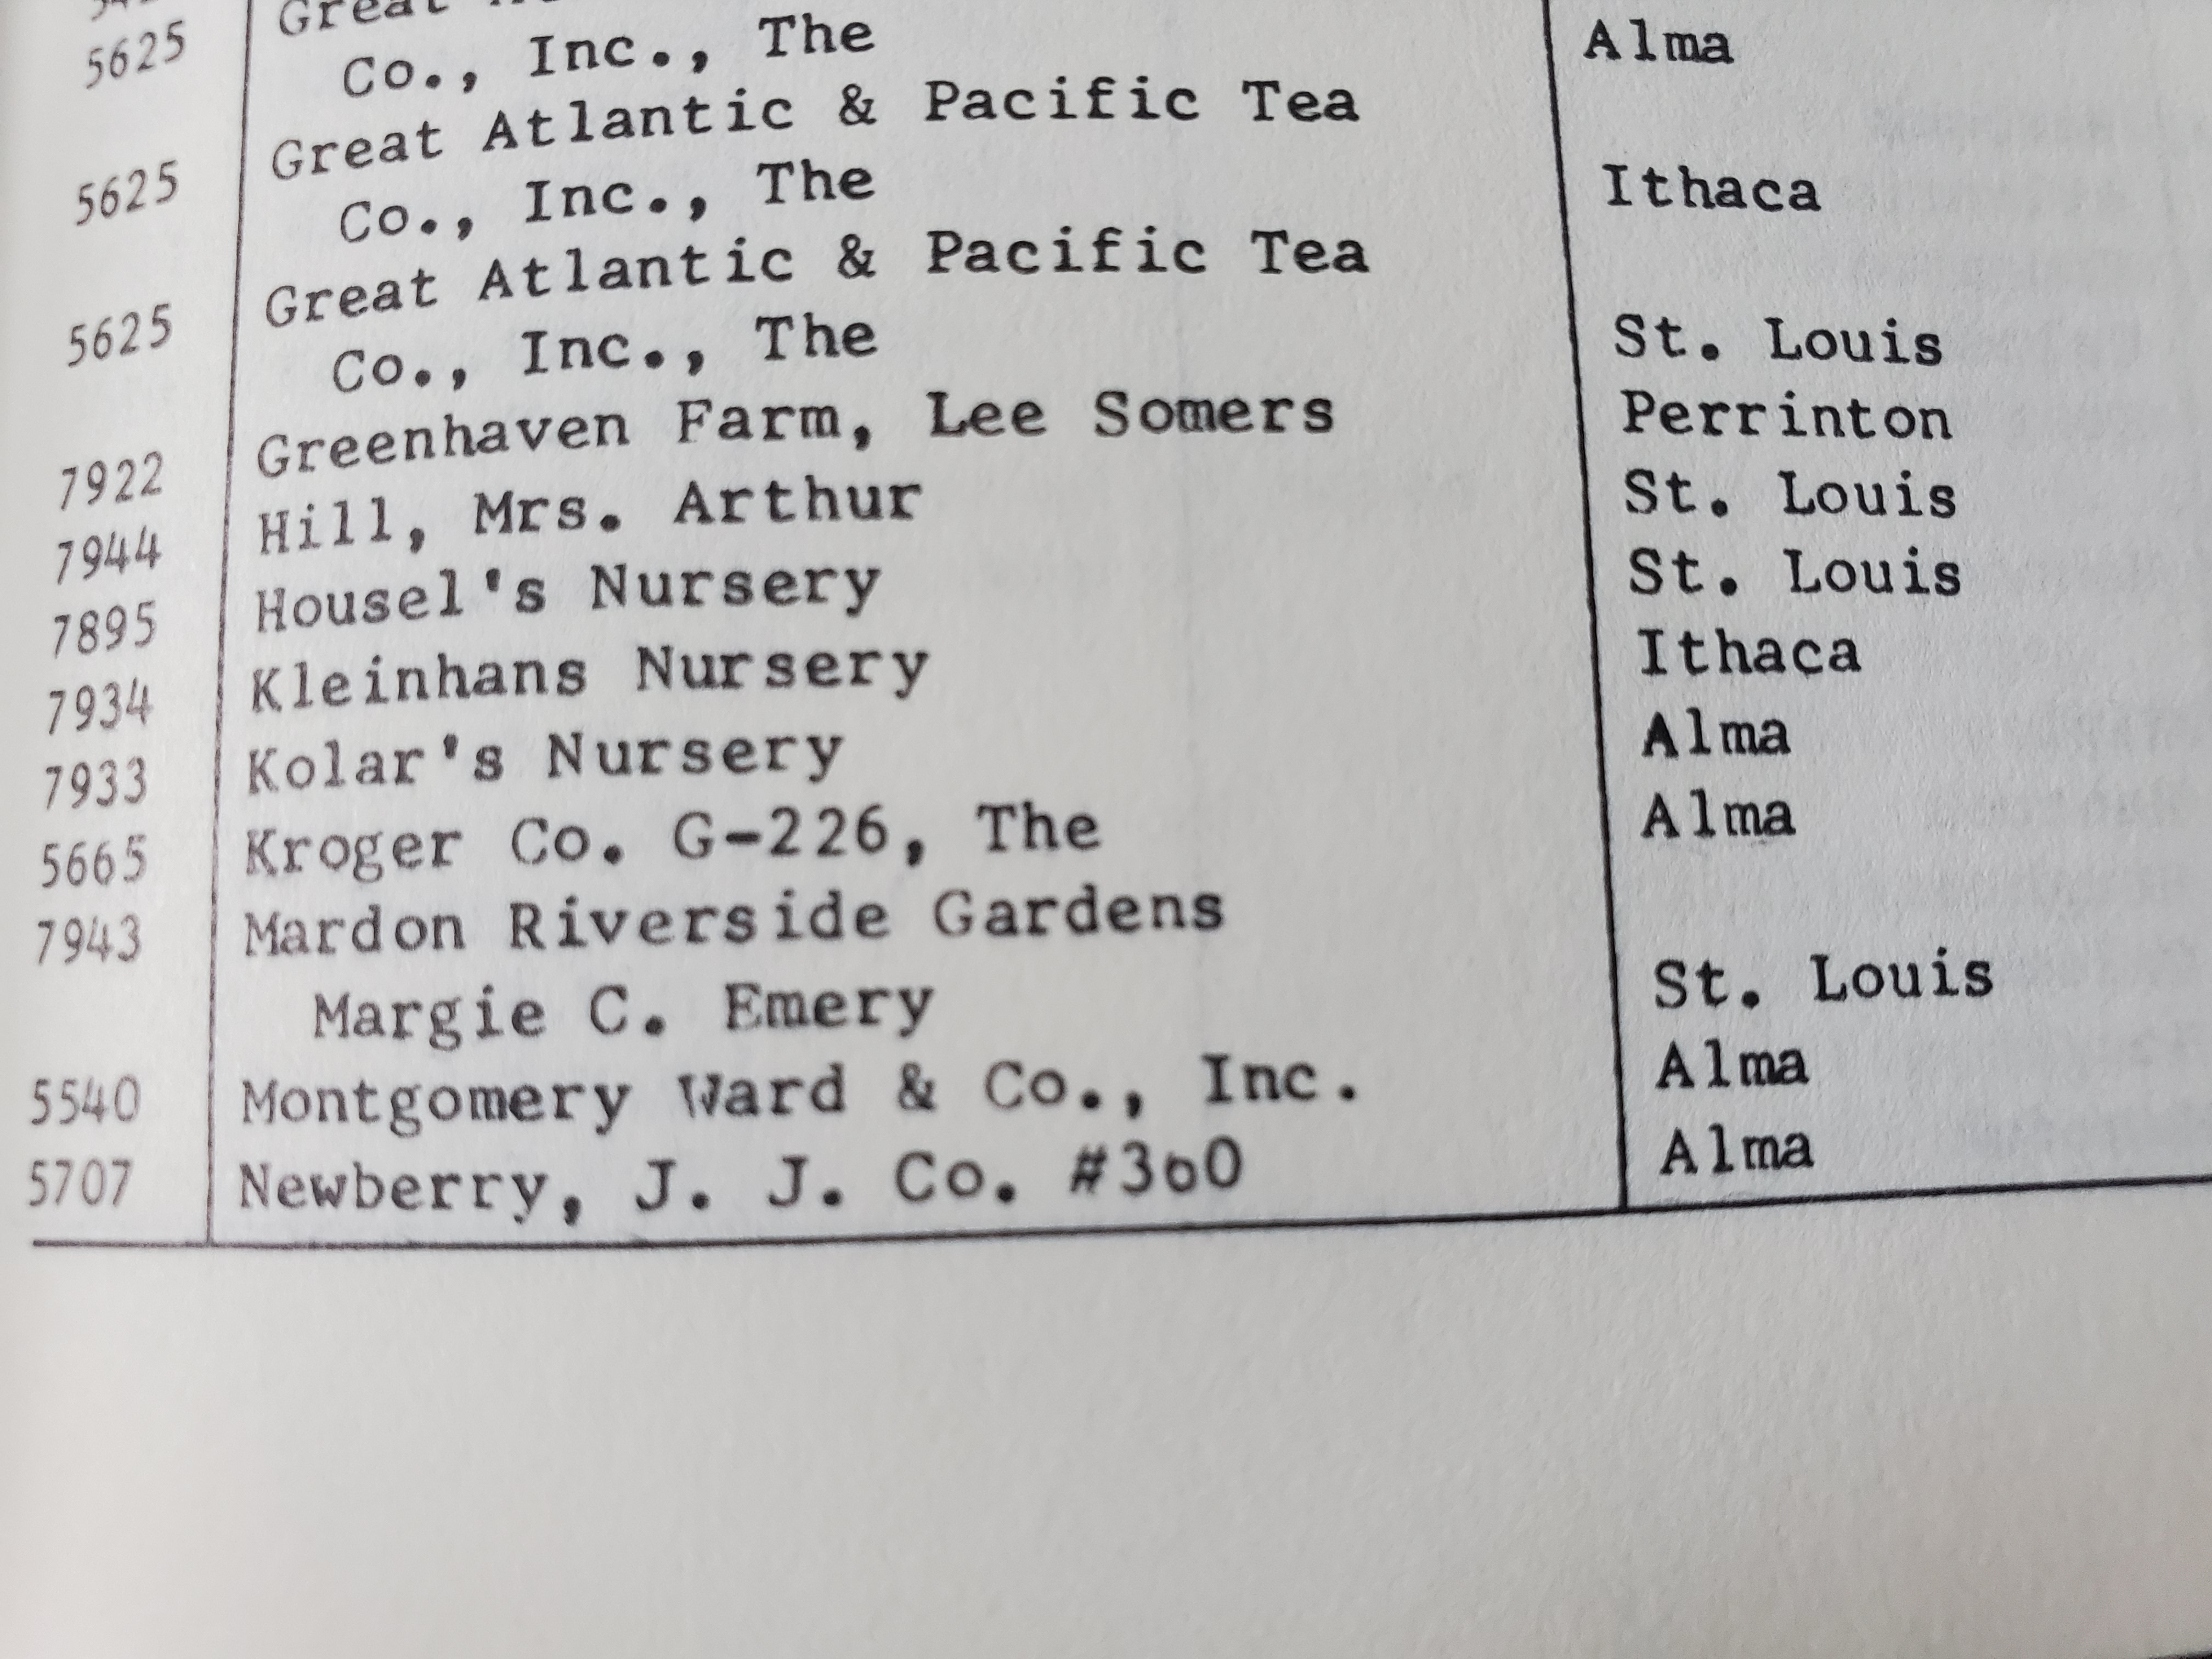 5625 Great
Co., Inc., The Alma
5625 Great Atlantic & Pacific Tea
Co., Inc., The Ithaca
5625 Great Atlantic & Pacific Tea
Co., Inc., The St. Louis
7922 Greenhaven Farm, Lee Somers Perrinton
7944 Hill, Mrs. Arthur St. Louis
7895 Housel's Nursery St. Louis
7934 Kleinhans Nursery Ithaca
7933 Kolar's Nursery Alma
5665 Kroger Co. G-226, The Alma
7943 Mardon Riverside Gardens
Margie C. Emery St. Louis
5540 Montgomery Ward & Co., Inc. Alma
5707 Newberry, J. J. Co. #360 Alma